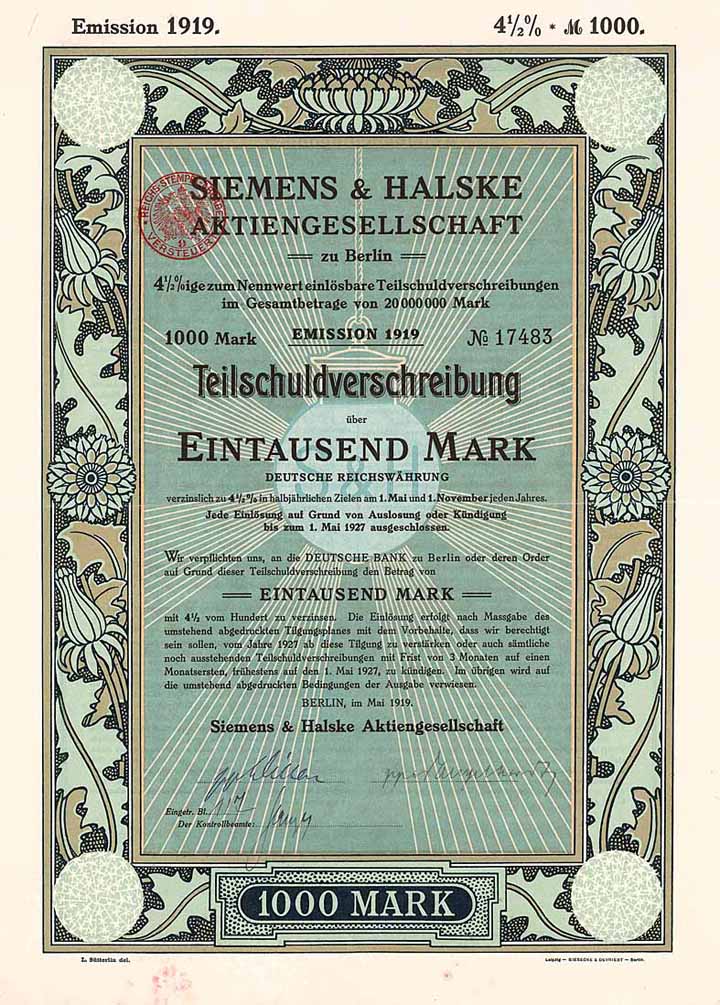 Emission 1919.
4½% * ℳ 1000.
SIEMENS & HALSKE
AKTIENGESELLSCHAFT
zu Berlin
4½%ige zum Nennwert einlösbare Teilschuldverschreibungen
im Gesamtbetrage von 20 000 000 Mark
1000 Mark EMISSION 1919 № 17483
Teilschuldverschreibung
über
EINTAUSEND MARK
DEUTSCHE REICHSWÄHRUNG
verzinslich zu 4½% in halbjährlichen Zielen am 1. Mai und 1. November jeden Jahres.
Jede Einlösung auf Grund von Auslosung oder Kündigung
bis zum 1. Mai 1927 ausgeschlossen.
Wir verpflichten uns, an die DEUTSCHE BANK zu Berlin oder deren Order
auf Grund dieser Teilschuldverschreibung den Betrag von
EINTAUSEND MARK
mit 4½ vom Hundert zu verzinsen. Die Einlösung erfolgt nach Massgabe des
umstehend abgedruckten Tilgungsplanes mit dem Vorbehalte, dass wir berechtigt
sein sollen, vom Jahre 1927 ab diese Tilgung zu verstärken oder auch sämtliche
noch ausstehenden Teilschuldverschreibungen mit Frist von 3 Monaten auf einen
Monatsersten, frühestens auf den 1. Mai 1927, zu kündigen. Im übrigen wird auf
die umstehend abgedruckten Bedingungen der Ausgabe verwiesen.
BERLIN, im Mai 1919.
Siemens & Halske Aktiengesellschaft
Eingetr. Bl. 117
Der Kontrollbeamte:
1000 MARK
L. Sütterlin del.
Leipzig — GIESECKE & DEVRIENT — Berlin.
VERSTEUERT